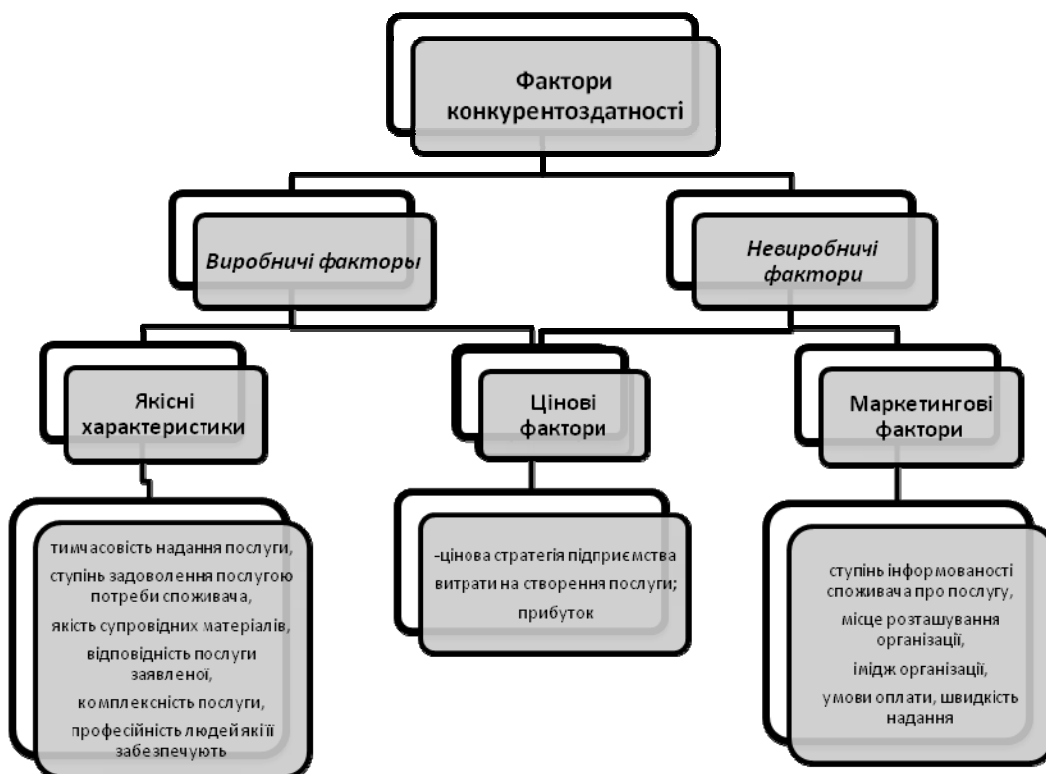 Фактори
конкурентоздатності
Виробничі факторы
Невиробничі
фактори
Якісні
характеристики
Цінові
фактори
Маркетингові
фактори
тимчасовість надання послуги,
ступінь задоволення послугою
потреби споживача,
якість супровідних матеріалів,
відповідність послуги
заявленої,
комплексність послуги,
професійність людей які її
забезпечують
-цінова стратегія підприємства
витрати на створення послуги;
прибуток
ступінь інформованості
споживача про послугу,
місце розташування
організації,
імідж організації,
умови оплати, швидкість
надання